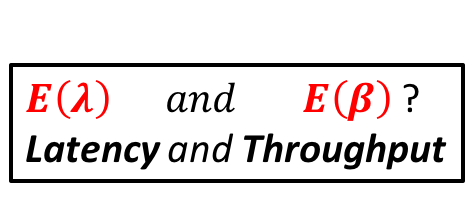 E(λ) and E(β) ?
Latency and Throughput